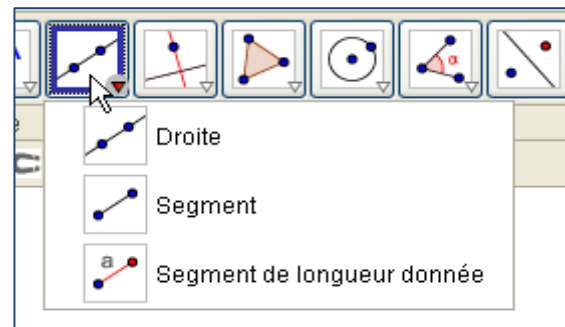 α
Droite
Segment
a
Segment de longueur donnée